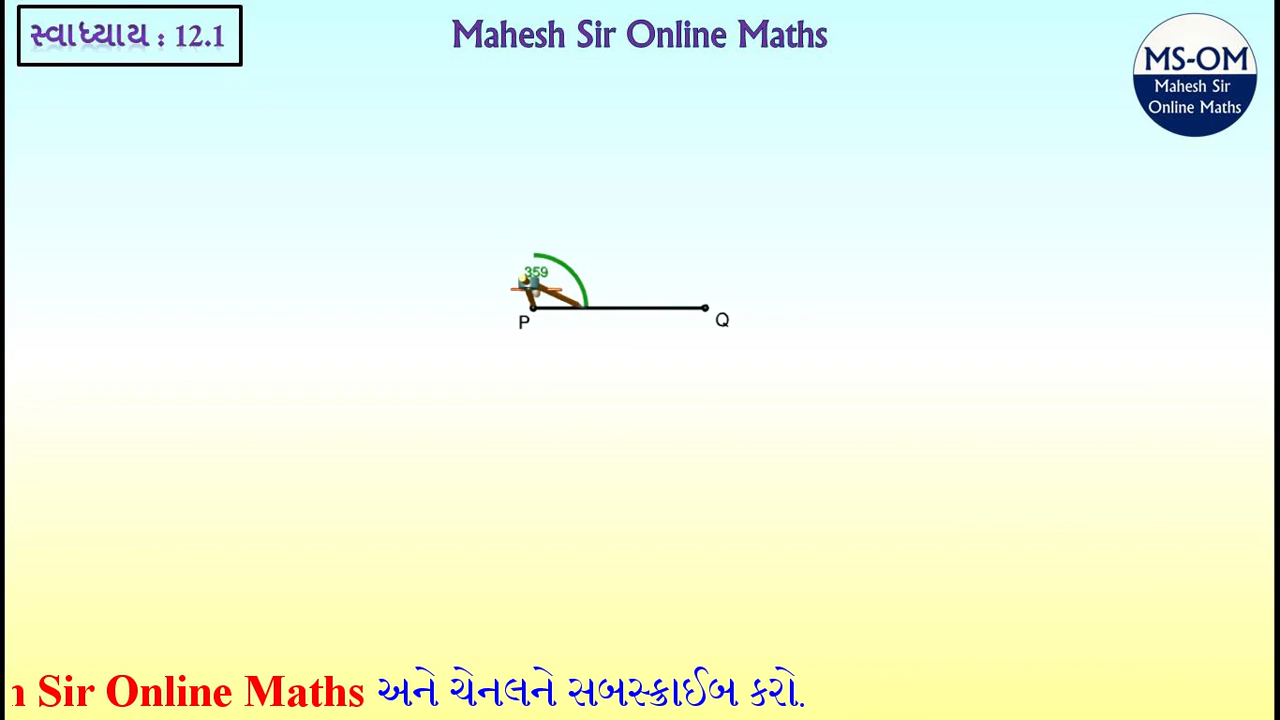 સ્વાધ્યાય : 12.1
Mahesh Sir Online Maths
MS-OM
Mahesh Sir
Online Maths
359
P
Q
Sir Online Maths અને ચેનલને સબસ્ક્રાઈબ કરો.